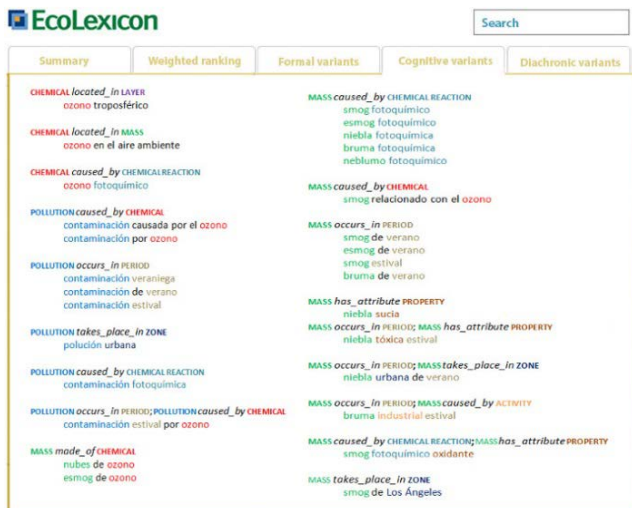 EcoLexicon
Search
Summary
Weighted ranking
Formal variants
Cognitive variants
Diachronic variants
CHEMICAL located_in LAYER
ozono troposférico
CHEMICAL located_in MASS
ozono en el aire ambiente
CHEMICAL caused_by CHEMICAL REACTION
ozono fotoquímico
POLLUTION caused_by CHEMICAL
contaminación causada por el ozono
contaminación por ozono
POLLUTION occurs_in PERIOD
contaminación veraniega
contaminación de verano
contaminación estival
POLLUTION takes_place_in ZONE
polución urbana
POLLUTION caused_by CHEMICAL REACTION
contaminación fotoquímica
POLLUTION occurs_in PERIOD; POLLUTION caused_by CHEMICAL
contaminación estival por ozono
MASS made_of CHEMICAL
nubes de ozono
esmog de ozono
MASS caused_by CHEMICAL REACTION
smog fotoquímico
esmog fotoquímico
niebla fotoquímica
bruma fotoquímica
neblumo fotoquímico
MASS caused_by CHEMICAL
smog relacionado con el ozono
MASS occurs_in PERIOD
smog de verano
esmog de verano
smog estival
bruma de verano
MASS has_attribute PROPERTY
niebla sucia
MASS occurs_in PERIOD; MASS has_attribute PROPERTY
niebla tóxica estival
MASS occurs_in PERIOD; MASS takes_place_in ZONE
niebla urbana de verano
MASS occurs_in PERIOD; MASS caused_by ACTIVITY
bruma industrial estival
MASS caused_by CHEMICAL REACTION; MASS has_attribute PROPERTY
smog fotoquímico oxidante
MASS takes_place_in ZONE
smog de Los Ángeles